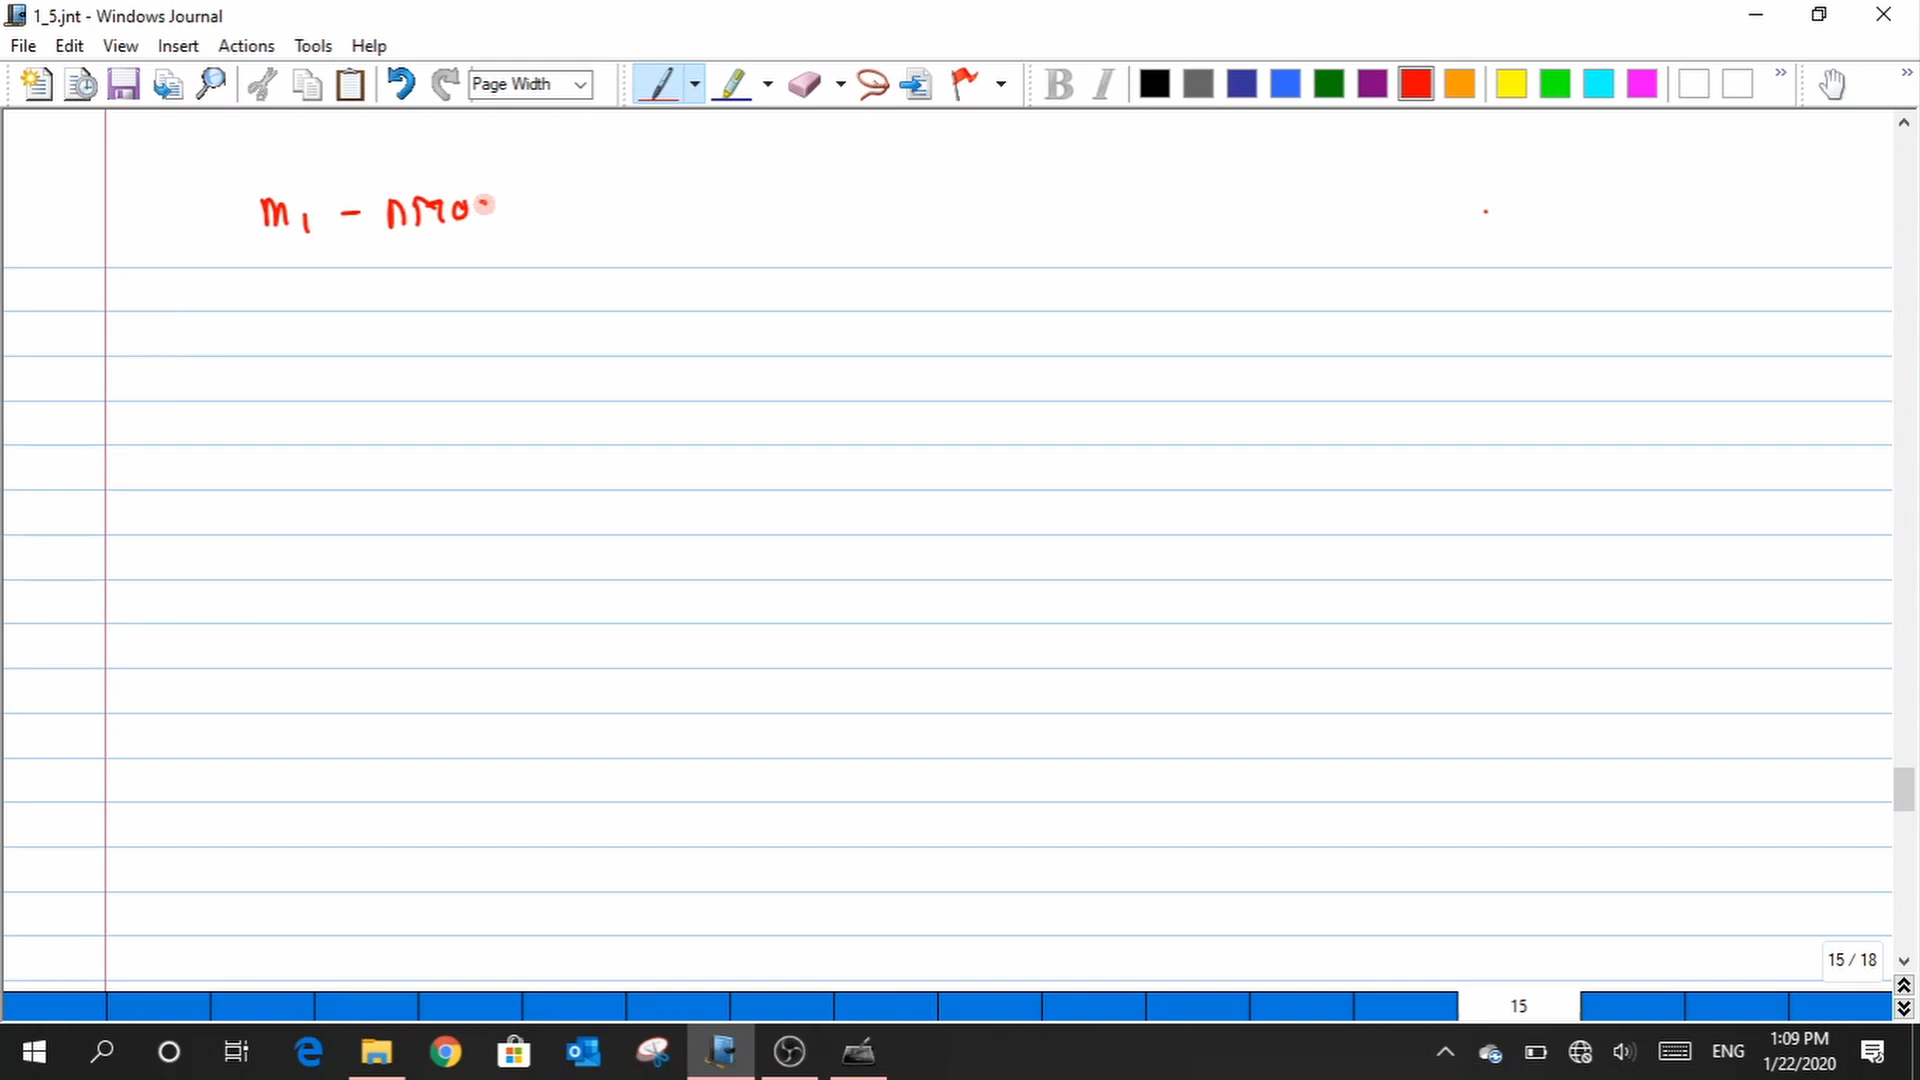 1_5.jnt - Windows Journal
File Edit View Insert Actions Tools Help
Page Width B I
m1 - nMO
15 / 18
15
ENG
1:09 PM
1/22/2020